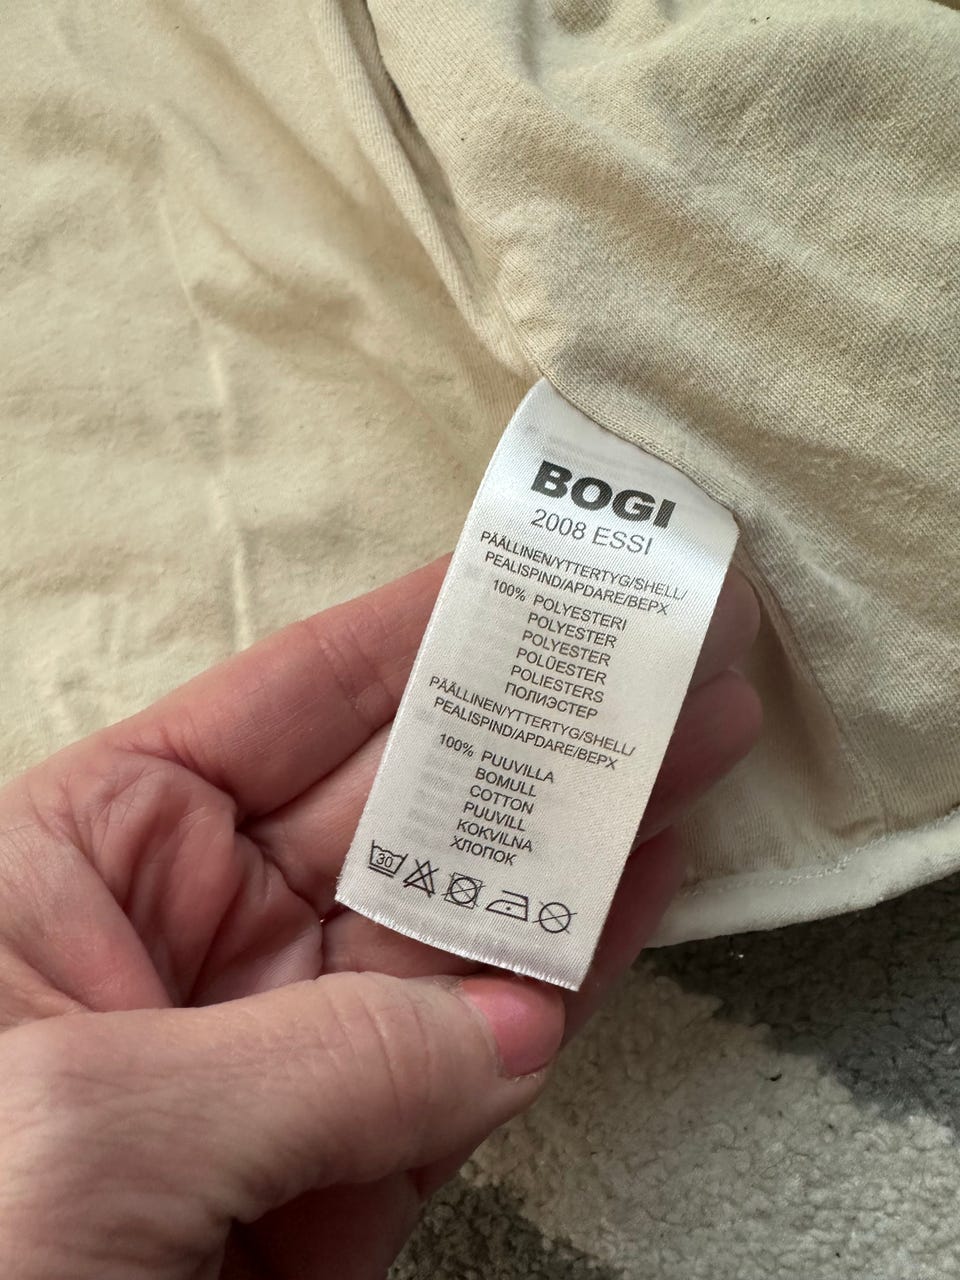 BOGI
2008 ESSI
PÄÄLLINEN/YTTERTYG/SHELL/
PEALISPIND/APDARE/ВЕРХ
100% POLYESTERI
POLYESTER
POLYESTER
POLÜESTER
POLIESTERS
ПОЛИЭСТЕР
PÄÄLLINEN/YTTERTYG/SHELL/
PEALISPIND/APDARE/ВЕРХ
100% PUUVILLA
BOMULL
COTTON
PUUVILL
KOKVILNA
ХЛОПОК
30